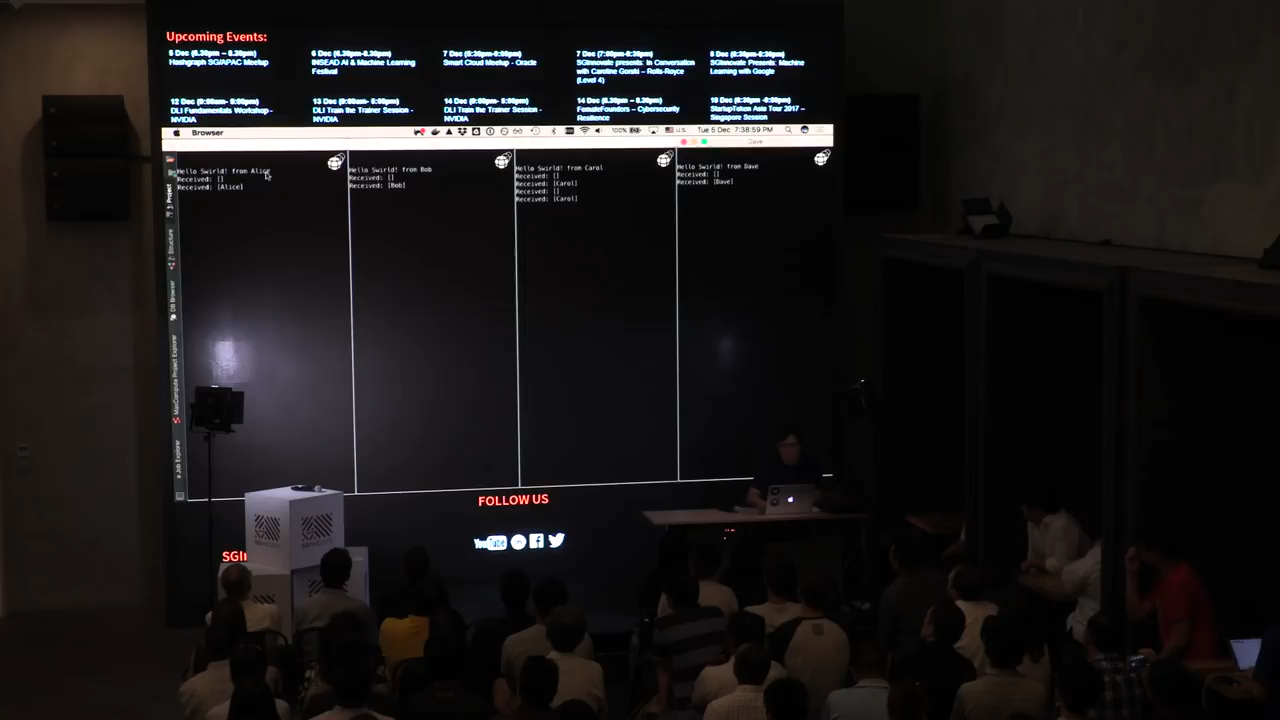 Upcoming Events:
5 Dec (6.30pm – 8.30pm)
Hashgraph SG/APAC Meetup
6 Dec (6.30pm-8.30pm)
INSEAD AI & Machine Learning
Festival
7 Dec (6:30pm-9:00pm)
Smart Cloud Meetup - Oracle
7 Dec (7:00pm-8:30pm)
SGInnovate presents: In Conversation
with Caroline Gorski – Rolls-Royce
(Level 4)
8 Dec (6:30pm-8:30pm)
SGInnovate Presents: Machine
Learning with Google
12 Dec (9:00am- 6:00pm)
DLI Fundamentals Workshop -
NVIDIA
13 Dec (9:00am- 6:00pm)
DLI Train the Trainer Session -
NVIDIA
14 Dec (9:00am- 6:00pm)
DLI Train the Trainer Session -
NVIDIA
14 Dec (6.30pm – 8.30pm)
FemaleFounders – Cybersecurity
Resilience
18 Dec (6:30pm -9:00pm)
StartupToken Asia Tour 2017 –
Singapore Session
Browser
100%
U.S.
Tue 5 Dec 7:38:59 PM
Dave
Hello Swirld! from Alice
Received: []
Received: [Alice]
Hello Swirld! from Bob
Received: []
Received: [Bob]
Hello Swirld! from Carol
Received: []
Received: [Carol]
Received: []
Received: [Carol]
Hello Swirld! from Dave
Received: []
Received: [Dave]
1: Project
7: Structure
DB Browser
MaxCompute Project Explorer
Job Explorer
FOLLOW US
YouTube
SGIn